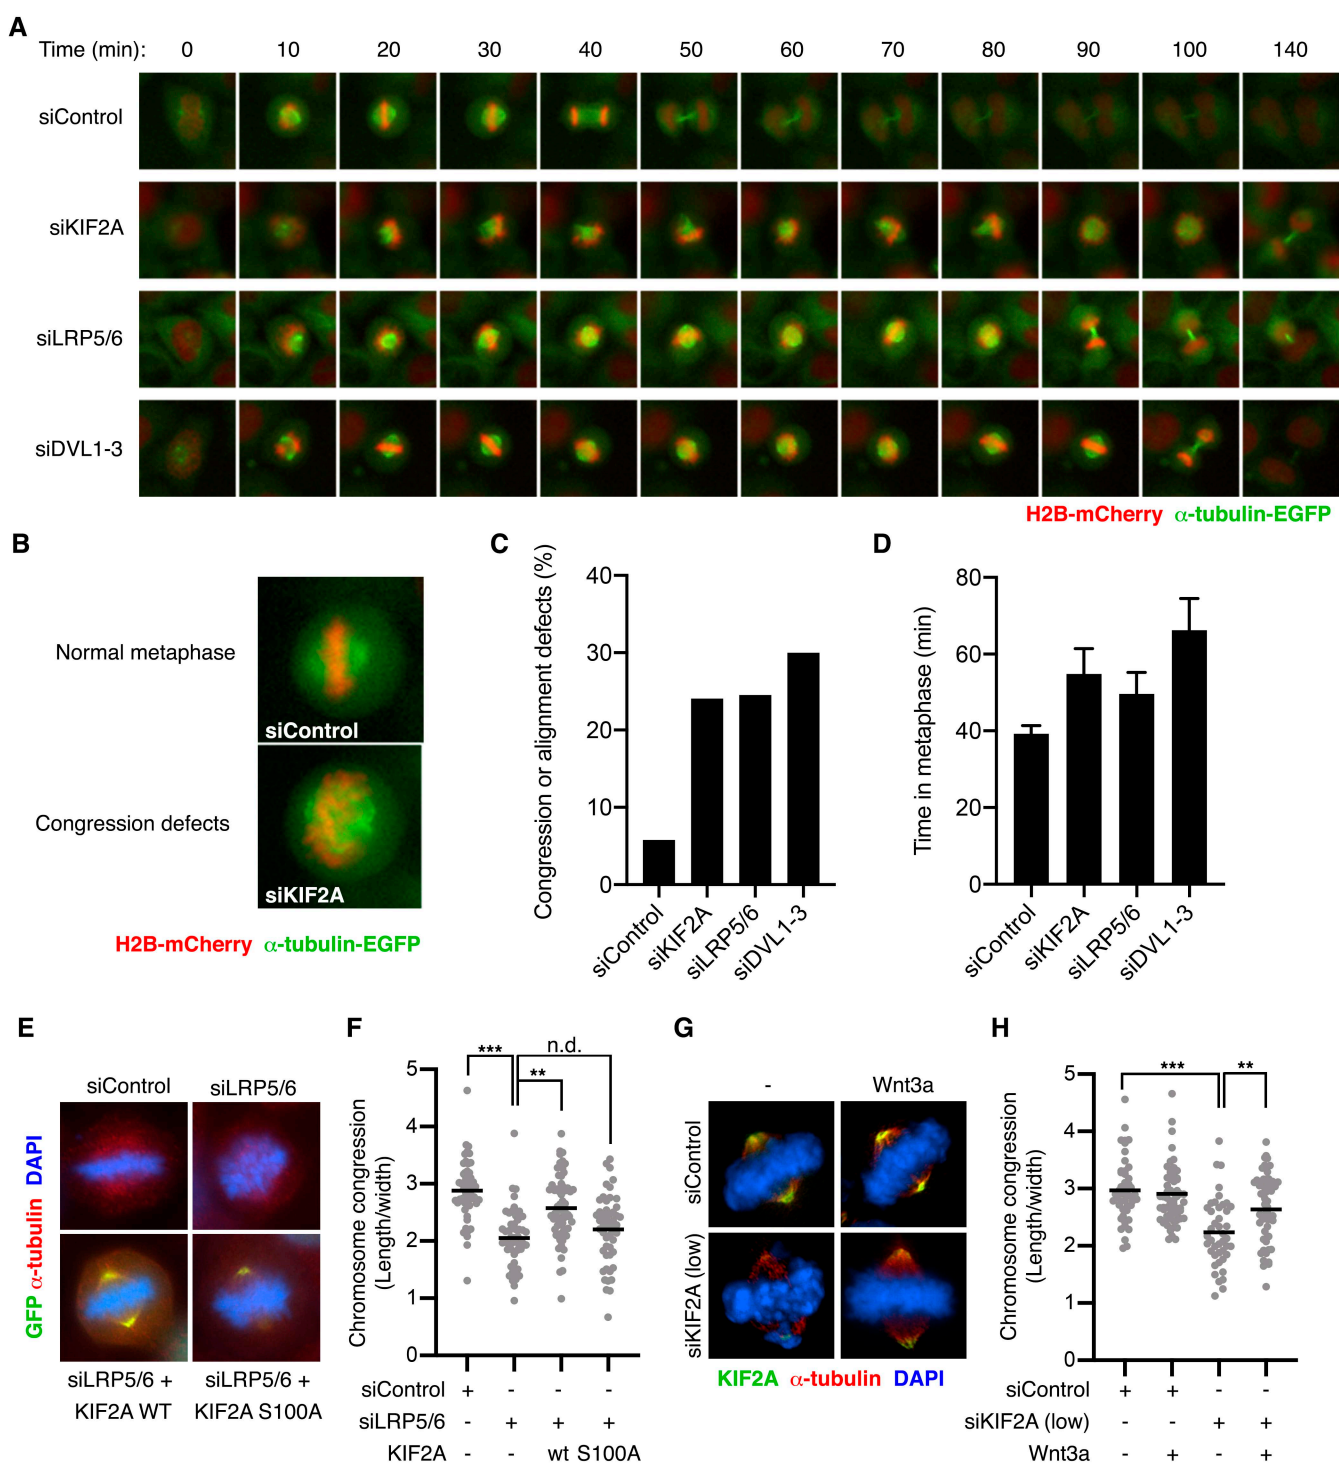 A
Time (min): 0 10 20 30 40 50 60 70 80 90 100 140
siControl
siKIF2A
siLRP5/6
siDVL1-3
H2B-mCherry α-tubulin-EGFP
B
Normal metaphase
siControl
Congression defects
siKIF2A
H2B-mCherry α-tubulin-EGFP
C
Congression or alignment defects (%)
40
30
20
10
0
siControl
siKIF2A
siLRP5/6
siDVL1-3
D
Time in metaphase (min)
80
60
40
20
0
siControl
siKIF2A
siLRP5/6
siDVL1-3
E
siControl siLRP5/6
GFP α-tubulin DAPI
siLRP5/6 + siLRP5/6 +
KIF2A WT KIF2A S100A
F
Chromosome congression
(Length/width)
n.d.
*** **
5
4
3
2
1
0
siControl + - - -
siLRP5/6 - + + +
KIF2A - - wt S100A
G
- Wnt3a
siControl
siKIF2A (low)
KIF2A α-tubulin DAPI
H
Chromosome congression
(Length/width)
*** **
5
4
3
2
1
0
siControl + + - -
siKIF2A (low) - - + +
Wnt3a - + - +